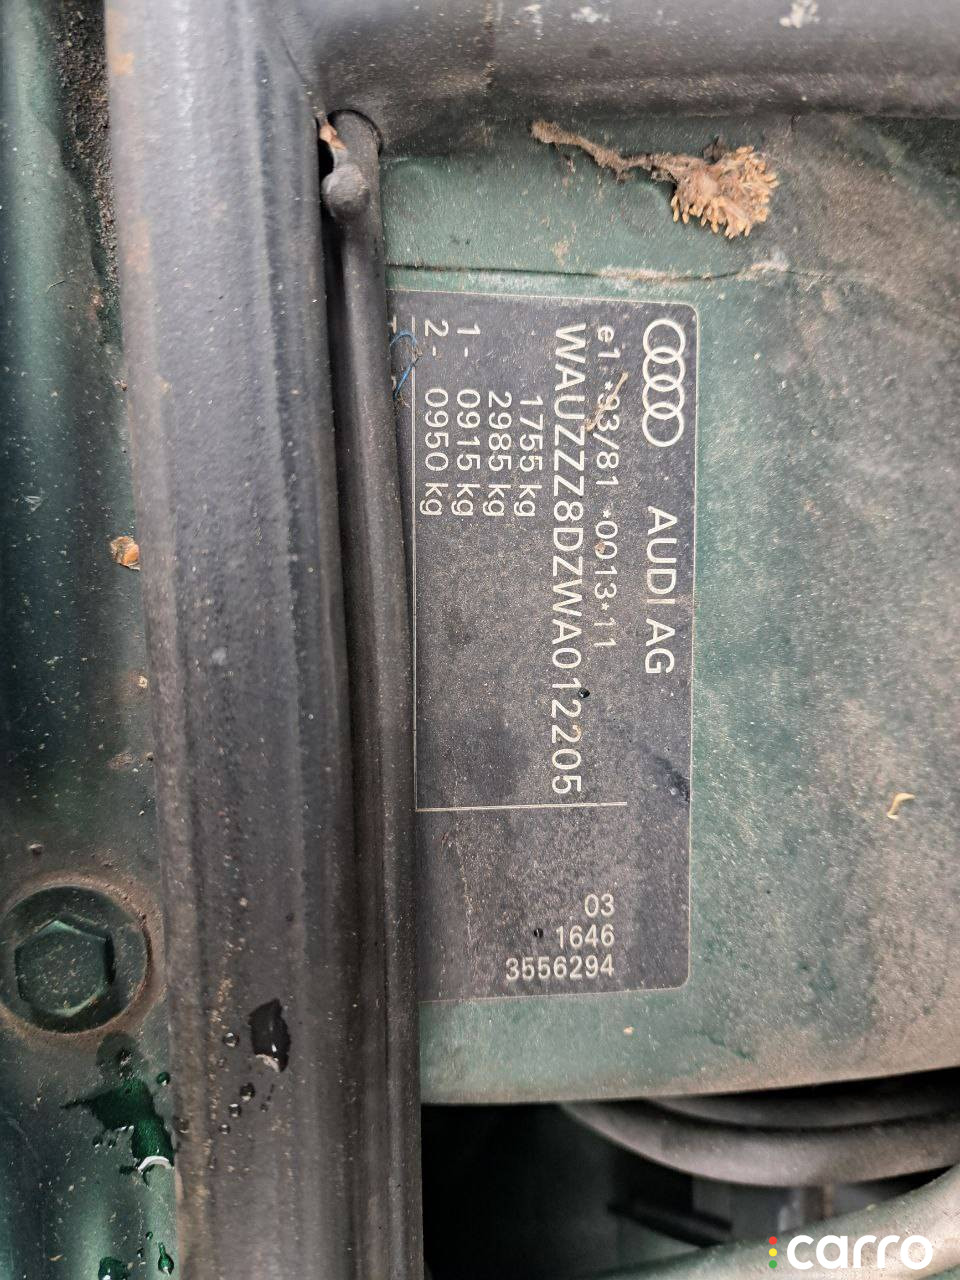 AUDI AG
e1 *93/81 *0013*11
WAUZZZ8DZWA012205
1755 kg
2985 kg
1- 0915 kg
2- 0950 kg
03
1646
3556294
carro